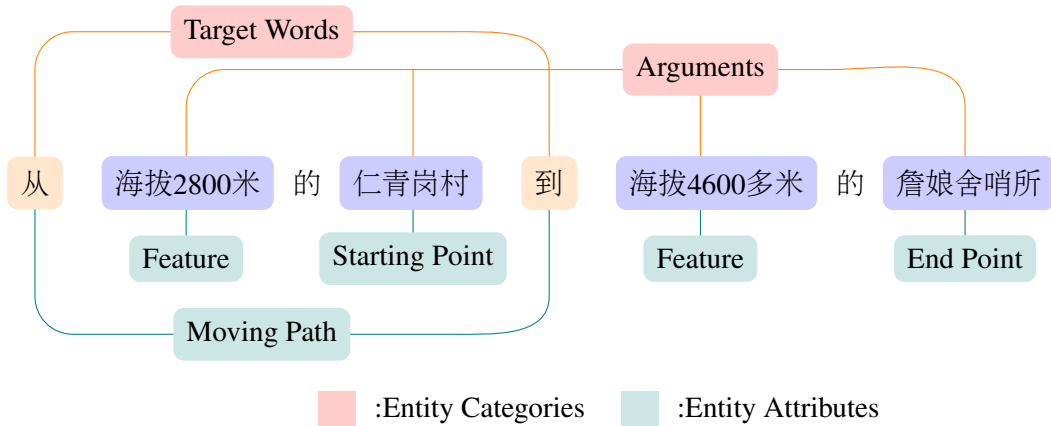 Target Words
Arguments
从 海拔2800米 的 仁青岗村 到 海拔4600多米 的 詹娘舍哨所
Feature Starting Point Feature End Point
Moving Path
:Entity Categories :Entity Attributes